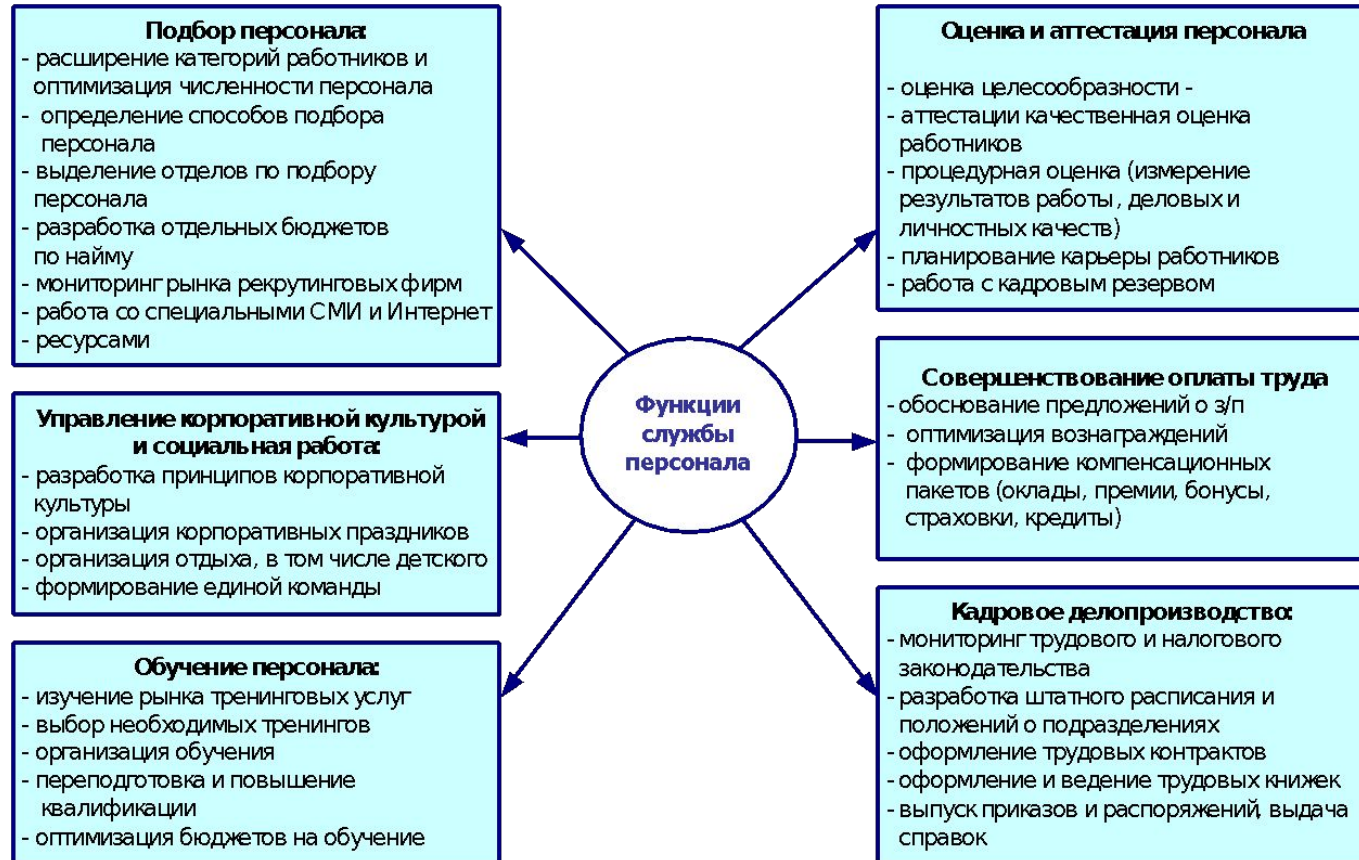 Подбор персонала:
- расширение категорий работников и
оптимизация численности персонала
- определение способов подбора
персонала
- выделение отделов по подбору
персонала
- разработка отдельных бюджетов
по найму
- мониторинг рынка рекрутинговых фирм
- работа со специальными СМИ и Интернет
- ресурсами
Управление корпоративной культурой
и социальная работа:
- разработка принципов корпоративной
культуры
- организация корпоративных праздников
- организация отдыха, в том числе детского
- формирование единой команды
Обучение персонала:
- изучение рынка тренинговых услуг
- выбор необходимых тренингов
- организация обучения
- переподготовка и повышение
квалификации
- оптимизация бюджетов на обучение
Функции
службы
персонала
Оценка и аттестация персонала
- оценка целесообразности -
- аттестации качественная оценка
работников
- процедурная оценка (измерение
результатов работы, деловых и
личностных качеств)
- планирование карьеры работников
- работа с кадровым резервом
Совершенствование оплаты труда
- обоснование предложений о з/п
- оптимизация вознаграждений
- формирование компенсационных
пакетов (оклады, премии, бонусы,
страховки, кредиты)
Кадровое делопроизводство:
- мониторинг трудового и налогового
законодательства
- разработка штатного расписания и
положений о подразделениях
- оформление трудовых контрактов
- оформление и ведение трудовых книжек
- выпуск приказов и распоряжений, выдача
справок